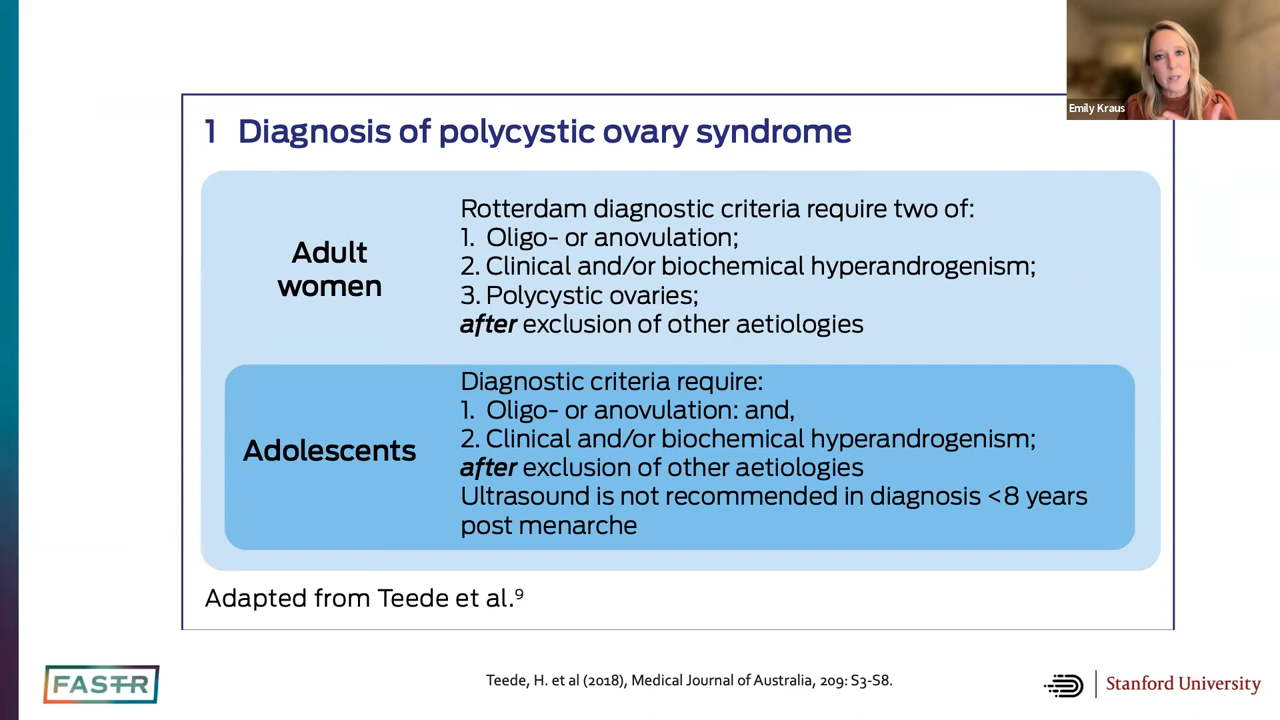 Emily Kraus
1 Diagnosis of polycystic ovary syndrome
Adult
women
Rotterdam diagnostic criteria require two of:
1. Oligo- or anovulation;
2. Clinical and/or biochemical hyperandrogenism;
3. Polycystic ovaries;
after exclusion of other aetiologies
Adolescents
Diagnostic criteria require:
1. Oligo- or anovulation: and,
2. Clinical and/or biochemical hyperandrogenism;
after exclusion of other aetiologies
Ultrasound is not recommended in diagnosis <8 years
post menarche
Adapted from Teede et al.⁹
FASTR
Teede, H. et al (2018), Medical Journal of Australia, 209: S3-S8.
Stanford University